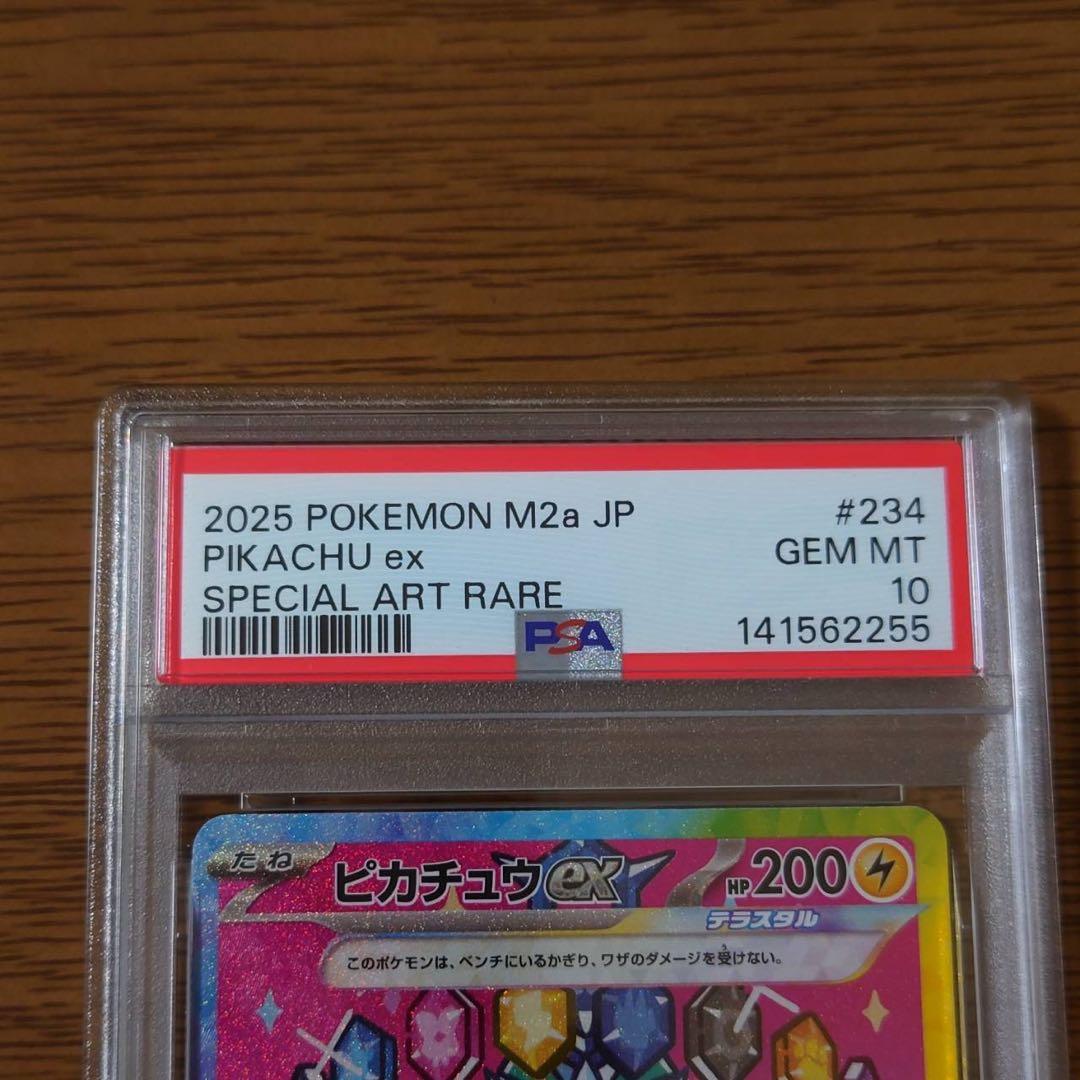 2025 POKEMON M2a JP #234
PIKACHU ex GEM MT
SPECIAL ART RARE 10
PSA 141562255
たね ピカチュウex HP 200
テラスタル
このポケモンは、ベンチにいるかぎり、ワザのダメージを受けない。